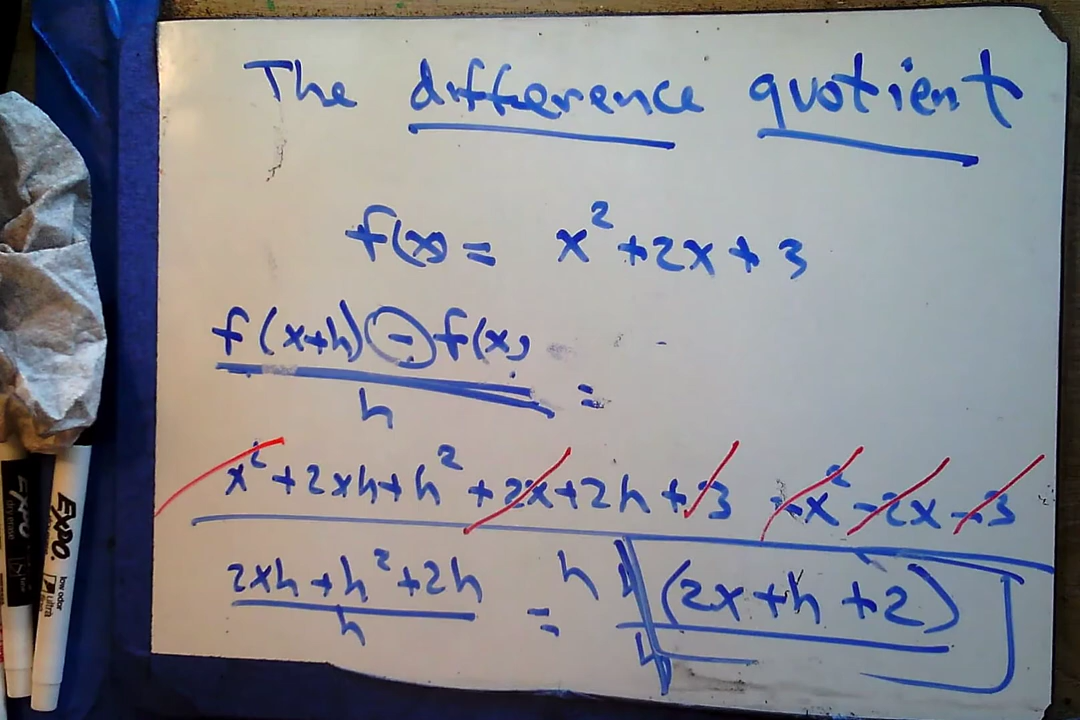 The difference quotient
f(x) = x² + 2x + 3
f(x+h) - f(x)
h
=
x² + 2xh + h² + 2x + 2h + 3 - x² - 2x - 3
2xh + h² + 2h
h
= h (2x + h + 2)
h
EXPO.
low odor
ultra